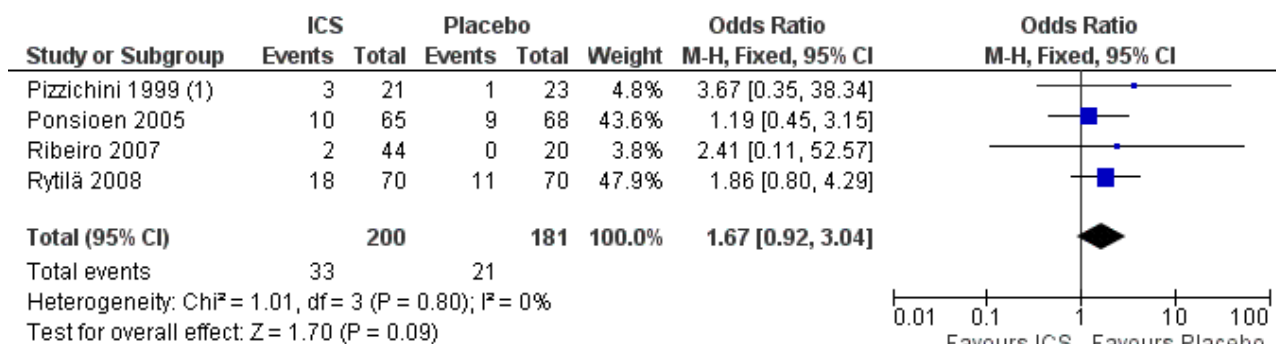 ICS Placebo Odds Ratio Odds Ratio
Study or Subgroup Events Total Events Total Weight M-H, Fixed, 95% CI M-H, Fixed, 95% CI
Pizzichini 1999 (1) 3 21 1 23 4.8% 3.67 [0.35, 38.34]
Ponsioen 2005 10 65 9 68 43.6% 1.19 [0.45, 3.15]
Ribeiro 2007 2 44 0 20 3.8% 2.41 [0.11, 52.57]
Rytilä 2008 18 70 11 70 47.9% 1.86 [0.80, 4.29]
Total (95% CI) 200 181 100.0% 1.67 [0.92, 3.04]
Total events 33 21
Heterogeneity: Chi² = 1.01, df = 3 (P = 0.80); I² = 0%
Test for overall effect: Z = 1.70 (P = 0.09)
0.01 0.1 1 10 100
Favours ICS Favours Placebo